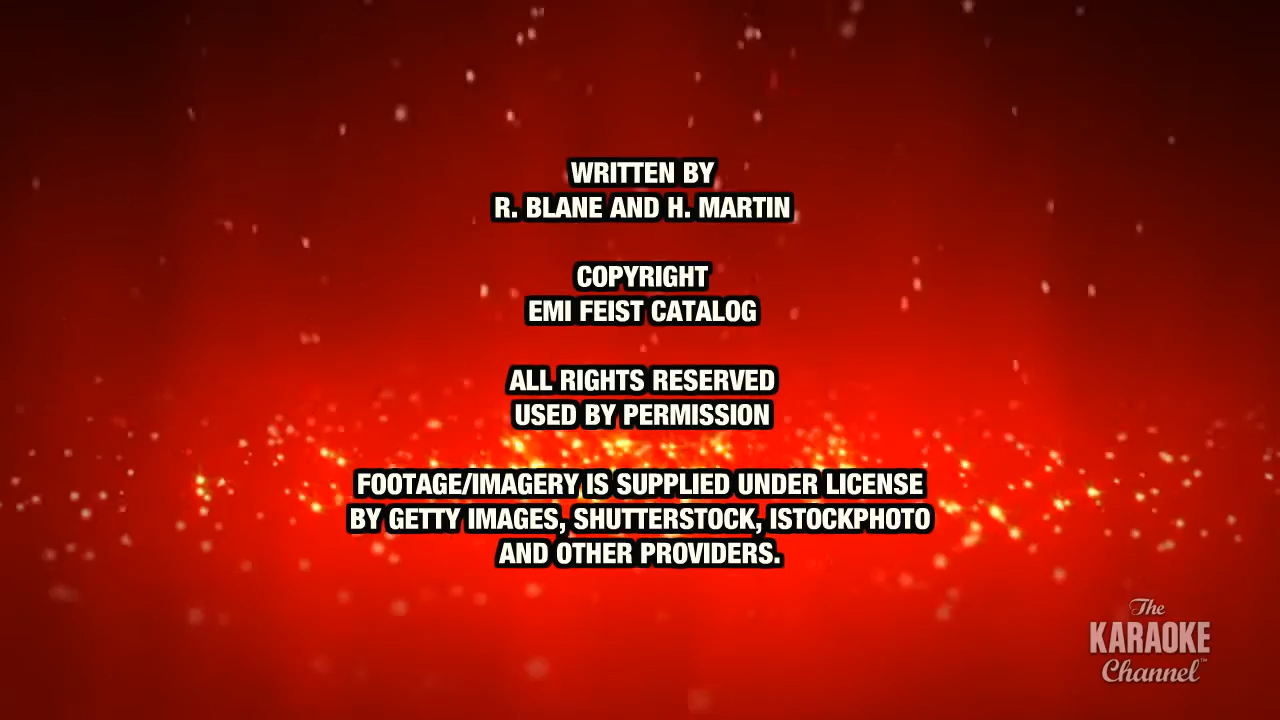 WRITTEN BY
R. BLANE AND H. MARTIN
COPYRIGHT
EMI FEIST CATALOG
ALL RIGHTS RESERVED
USED BY PERMISSION
FOOTAGE/IMAGERY IS SUPPLIED UNDER LICENSE
BY GETTY IMAGES, SHUTTERSTOCK, ISTOCKPHOTO
AND OTHER PROVIDERS.
The
KARAOKE
Channel™